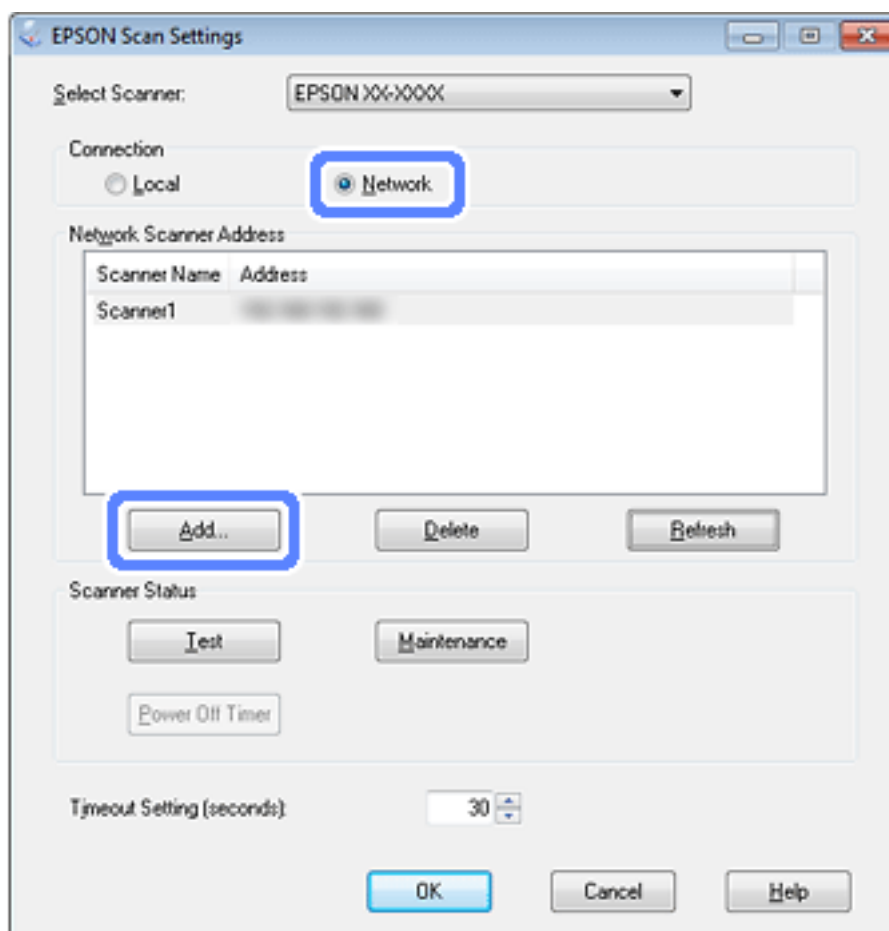 EPSON Scan Settings
Select Scanner: EPSON XX-XXXX
Connection
Local Network
Network Scanner Address
Scanner Name Address
Scanner1
Add... Delete Refresh
Scanner Status
Test Maintenance
Power Off Timer
Timeout Setting (seconds): 30
OK Cancel Help